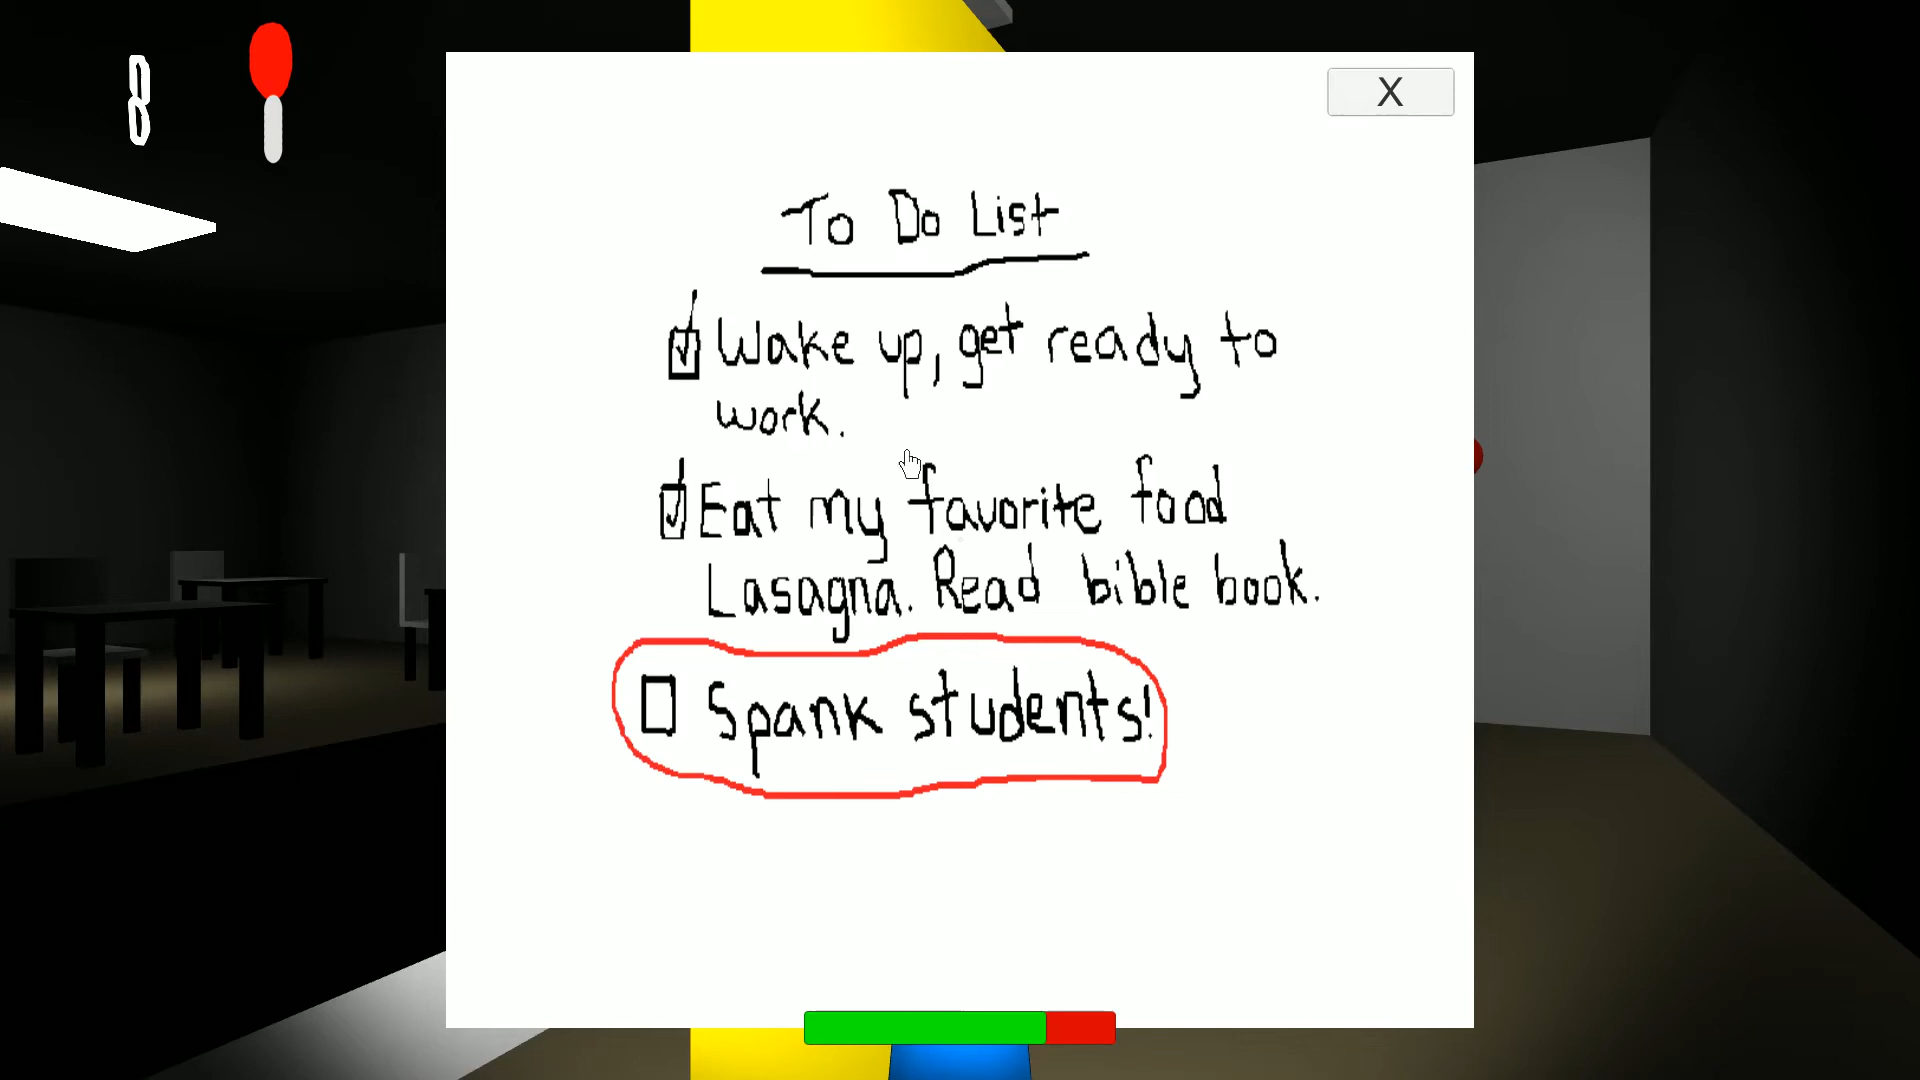 8
X
To Do List
Wake up, get ready to
work.
Eat my favorite food
Lasagna. Read bible book.
Spank students!